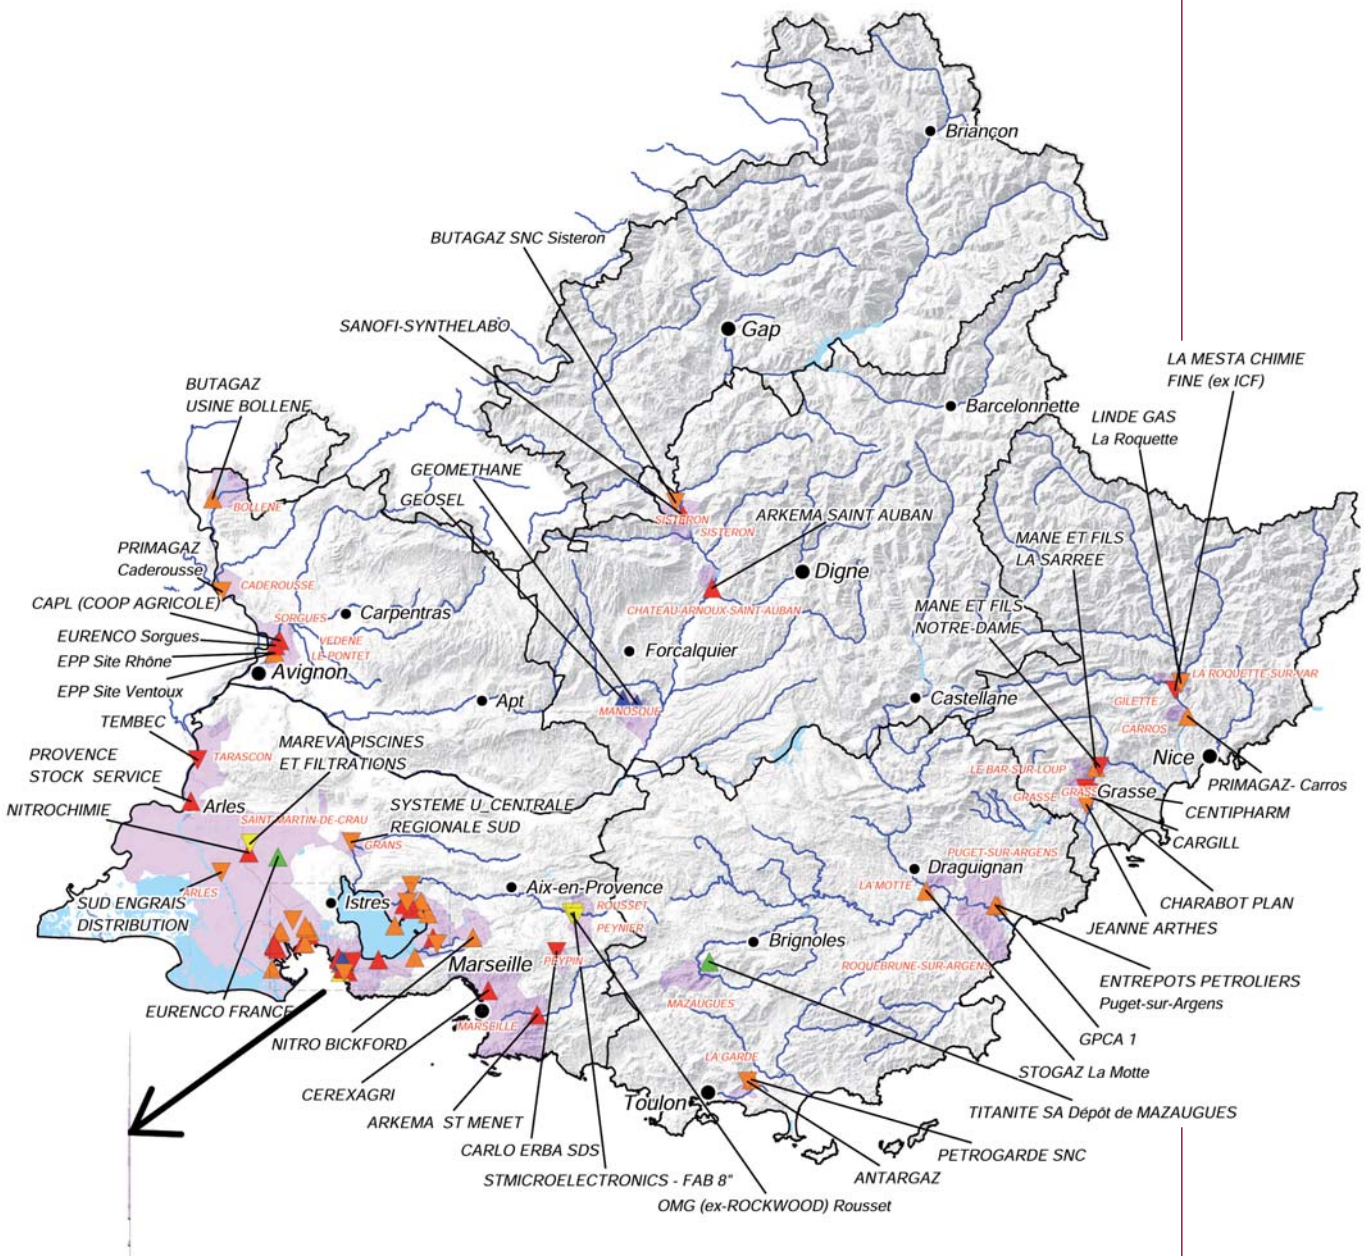 Briançon
BUTAGAZ SNC Sisteron
SANOFI-SYNTHELABO
Gap
LA MESTA CHIMIE
FINE (ex ICF)
BUTAGAZ
USINE BOLLENE
Barcelonnette
LINDE GAS
La Roquette
GEOMETHANE
GEOSEL
BOLLENE
SISTERON
SISTERON
ARKEMA SAINT AUBAN
MANE ET FILS
LA SARREE
PRIMAGAZ
Caderousse
CADEROUSSE
Digne
CAPL (COOP AGRICOLE)
SORGUES
Carpentras
CHATEAU-ARNOUX-SAINT-AUBAN
MANE ET FILS
NOTRE-DAME
EURENCO Sorgues
VEDENE
LE PONTET
EPP Site Rhône
Forcalquier
Avignon
EPP Site Ventoux
Apt
MANOSQUE
Castellane
LA ROQUETTE-SUR-VAR
GILETTE
CARROS
TEMBEC
TARASCON
MAREVA PISCINES
ET FILTRATIONS
PROVENCE
STOCK SERVICE
Nice
LE BAR-SUR-LOUP
PRIMAGAZ- Carros
NITROCHIMIE
Arles
SYSTEME U_CENTRALE
REGIONALE SUD
GRASSE
GRASSE
Grasse
CENTIPHARM
SAINT-MARTIN-DE-CRAU
GRANS
CARGILL
PUGET-SUR-ARGENS
Draguignan
ARLES
Aix-en-Provence
LA MOTTE
SUD ENGRAIS
DISTRIBUTION
Istres
ROUSSET
PEYNIER
CHARABOT PLAN
JEANNE ARTHES
Brignoles
Marseille
PEYPIN
ROQUEBRUNE-SUR-ARGENS
ENTREPOTS PETROLIERS
Puget-sur-Argens
MAZAUGUES
EURENCO FRANCE
MARSEILLE
NITRO BICKFORD
GPCA 1
LA GARDE
STOGAZ La Motte
CEREXAGRI
Toulon
TITANITE SA Dépôt de MAZAUGUES
ARKEMA ST MENET
CARLO ERBA SDS
PETROGARDE SNC
STMICROELECTRONICS - FAB 8"
ANTARGAZ
OMG (ex-ROCKWOOD) Rousset